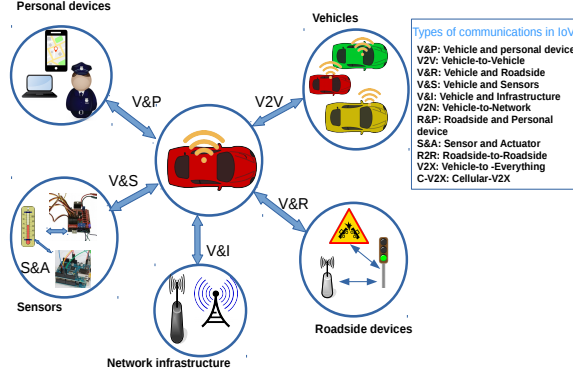 Personal devices
Vehicles
Types of communications in IoV
V&P: Vehicle and personal device
V2V: Vehicle-to-Vehicle
V&R: Vehicle and Roadside
V&S: Vehicle and Sensors
V&I: Vehicle and Infrastructure
V2N: Vehicle-to-Network
R&P: Roadside and Personal
device
S&A: Sensor and Actuator
R2R: Roadside-to-Roadside
V2X: Vehicle-to -Everything
C-V2X: Cellular-V2X
V&P
V2V
V&S
V&R
S&A
V&I
Sensors
Roadside devices
Network infrastructure